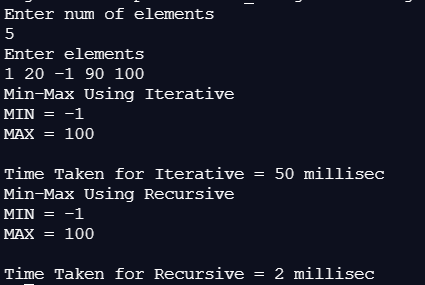 Enter num of elements
5
Enter elements
1 20 -1 90 100
Min-Max Using Iterative
MIN = -1
MAX = 100
Time Taken for Iterative = 50 millisec
Min-Max Using Recursive
MIN = -1
MAX = 100
Time Taken for Recursive = 2 millisec